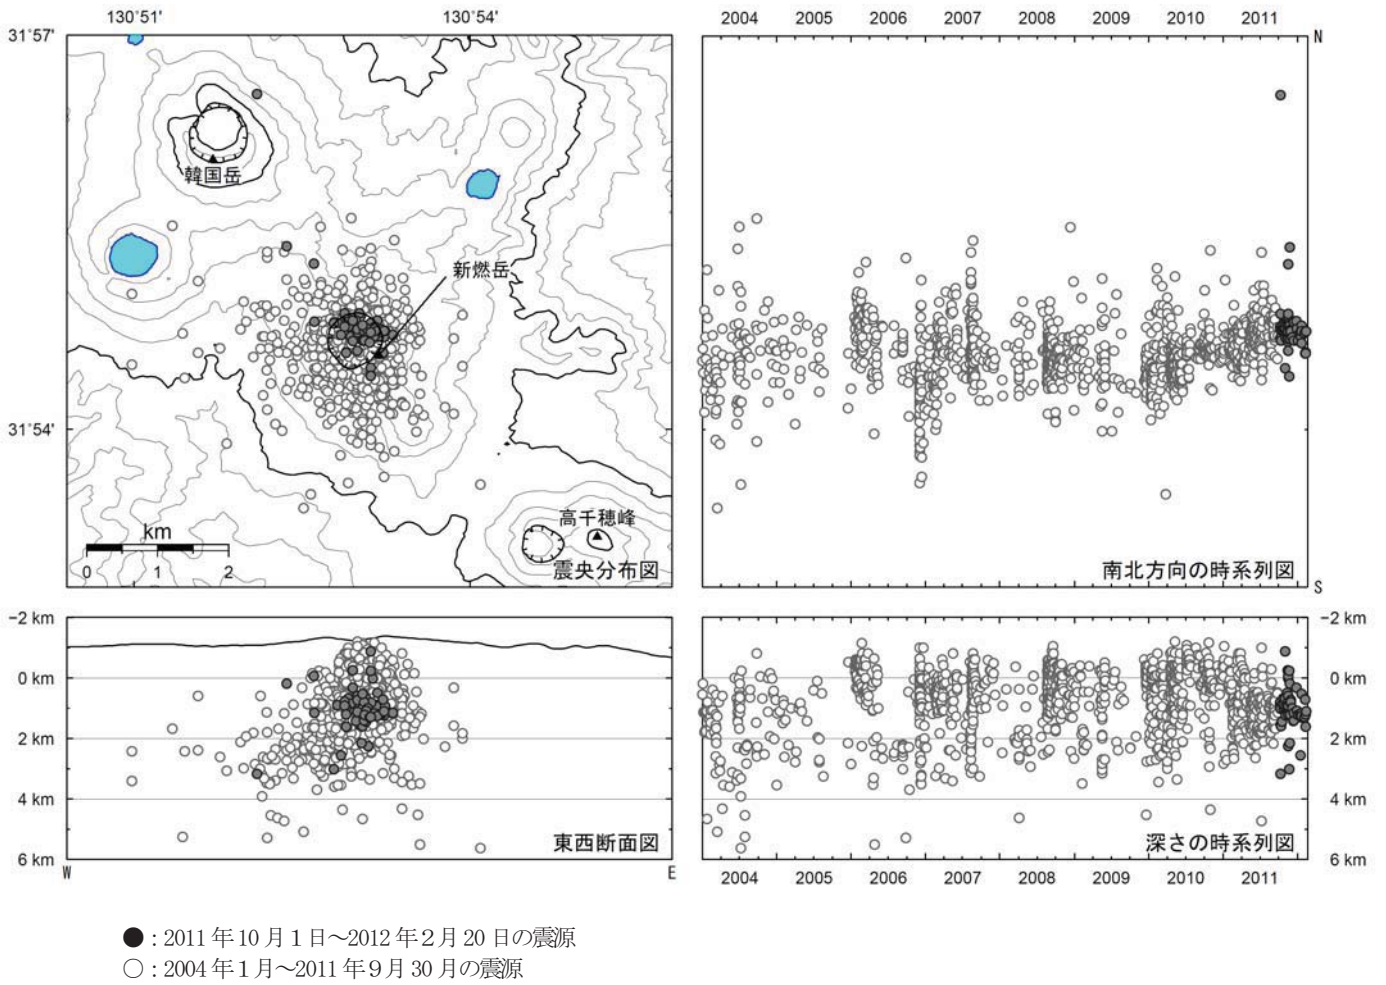 130°51' 130°54'
2004 2005 2006 2007 2008 2009 2010 2011
31°57'
N
韓国岳
新燃岳
31°54'
高千穂峰
km
0 1 2
震央分布図
南北方向の時系列図
S
−2 km
−2 km
0 km
0 km
2 km
2 km
4 km
4 km
東西断面図
深さの時系列図
6 km
6 km
W
E
2004 2005 2006 2007 2008 2009 2010 2011
●:2011年10月1日~2012年2月20日の震源
○:2004年1月~2011年9月30月の震源